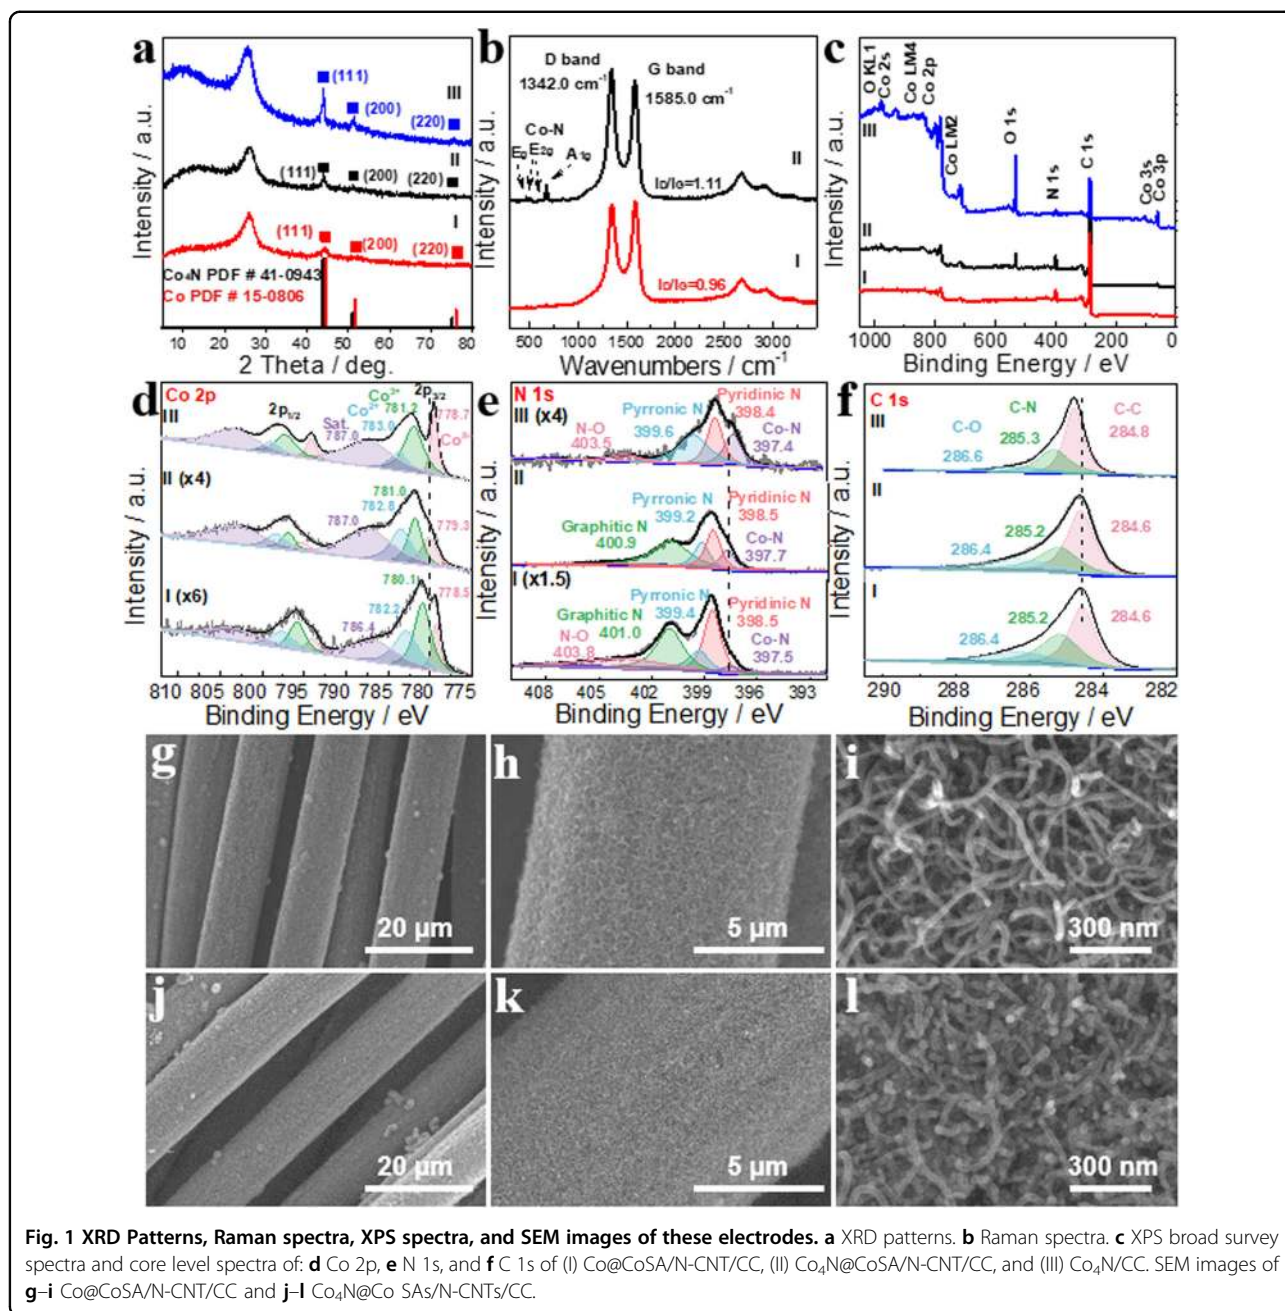 a
III
(111)
(200)
(220)
II
(111)
(200)
(220)
I
(111)
(200)
(220)
Co₄N PDF # 41-0943
Co PDF # 15-0806
Intensity / a.u.
10 20 30 40 50 60 70 80
2 Theta / deg.
b
D band
1342.0 cm⁻¹
G band
1585.0 cm⁻¹
Co-N
Eg E2g A1g
II
ID/IG=1.11
I
ID/IG=0.96
Intensity / a.u.
500 1000 1500 2000 2500 3000
Wavenumbers / cm⁻¹
c
O KL1
Co 2s
Co LM4
Co 2p
Co LM2
O 1s
N 1s
C 1s
Co 3s
Co 3p
III
II
I
Intensity / a.u.
1000 800 600 400 200 0
Binding Energy / eV
d
Co 2p
III
2p1/2
Sat.
787.0
Co²⁺
783.0
Co³⁺
781.2
2p3/2
778.7
II (x4)
787.0
782.8
781.0
779.3
I (x6)
786.4
782.2
780.1
778.5
Intensity / a.u.
810 805 800 795 790 785 780 775
Binding Energy / eV
e
N 1s
III (x4)
N-O
403.5
Pyrronic N
399.6
Pyridinic N
398.4
Co-N
397.4
II
Graphitic N
400.9
Pyrronic N
399.2
Pyridinic N
398.5
Co-N
397.7
I (x1.5)
N-O
403.8
Graphitic N
401.0
Pyrronic N
399.4
Pyridinic N
398.5
Co-N
397.5
Intensity / a.u.
408 405 402 399 396 393
Binding Energy / eV
f
C 1s
III
C-O
286.6
C-N
285.3
C-C
284.8
II
286.4
285.2
284.6
I
286.4
285.2
284.6
Intensity / a.u.
290 288 286 284 282
Binding Energy / eV
g
20 µm
h
5 µm
i
300 nm
j
20 µm
k
5 µm
l
300 nm
Fig. 1 XRD Patterns, Raman spectra, XPS spectra, and SEM images of these electrodes. a XRD patterns. b Raman spectra. c XPS broad survey
spectra and core level spectra of: d Co 2p, e N 1s, and f C 1s of (I) Co@CoSA/N-CNT/CC, (II) Co₄N@CoSA/N-CNT/CC, and (III) Co₄N/CC. SEM images of
g–i Co@CoSA/N-CNT/CC and j–l Co₄N@Co SAs/N-CNTs/CC.